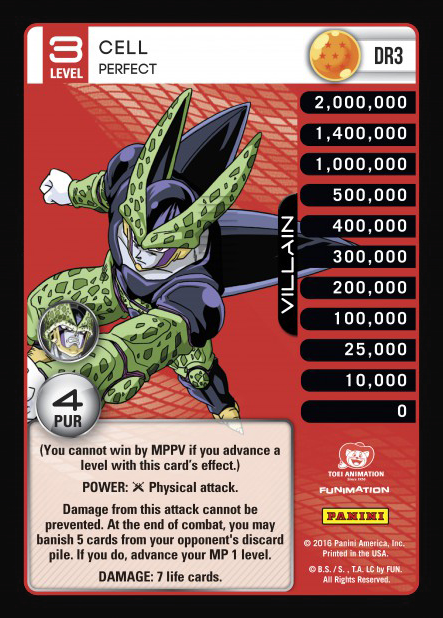 3
LEVEL
CELL
PERFECT
DR3
2,000,000
1,400,000
1,000,000
500,000
400,000
300,000
200,000
100,000
25,000
10,000
0
VILLAIN
4
PUR
(You cannot win by MPPV if you advance a
level with this card's effect.)
POWER: Physical attack.
Damage from this attack cannot be
prevented. At the end of combat, you may
banish 5 cards from your opponent's discard
pile. If you do, advance your MP 1 level.
DAMAGE: 7 life cards.
TOEI ANIMATION
Since 1956
FUNIMATION
PANINI
© 2016 Panini America, Inc.
Printed in the USA.
© B.S. / S. , T.A. LC by FUN.
All Rights Reserved.